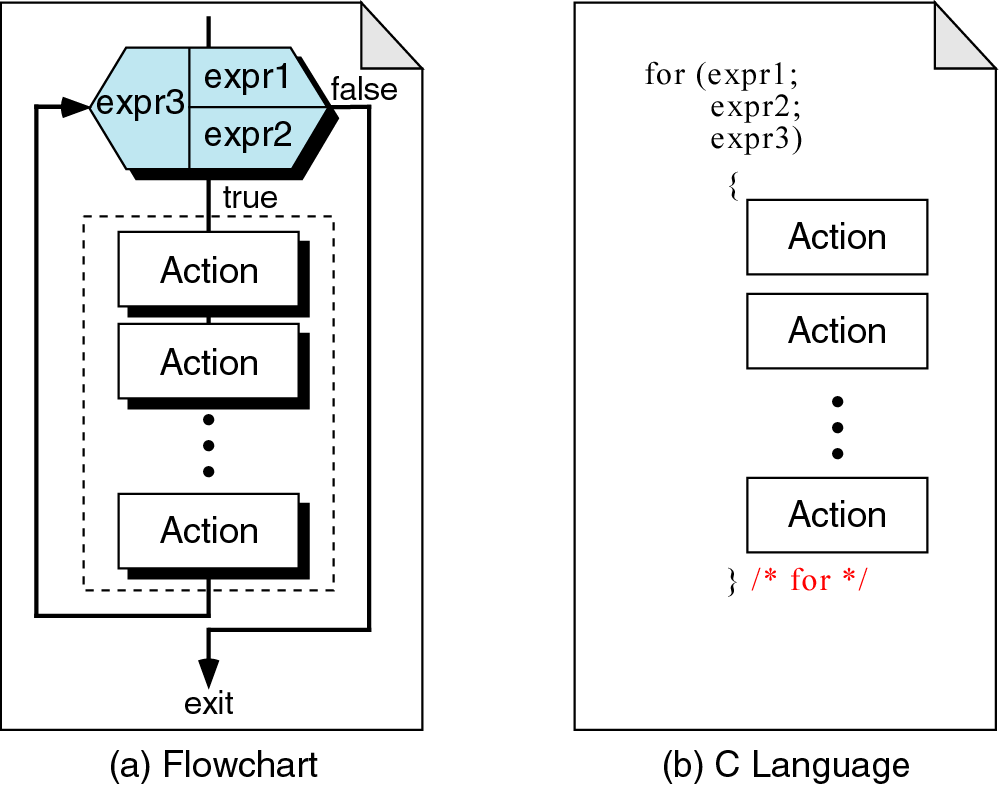 expr1
false
expr3
expr2
true
Action
Action
Action
exit
(a) Flowchart
for (expr1;
expr2;
expr3)
{
Action
Action
Action
} /* for */
(b) C Language